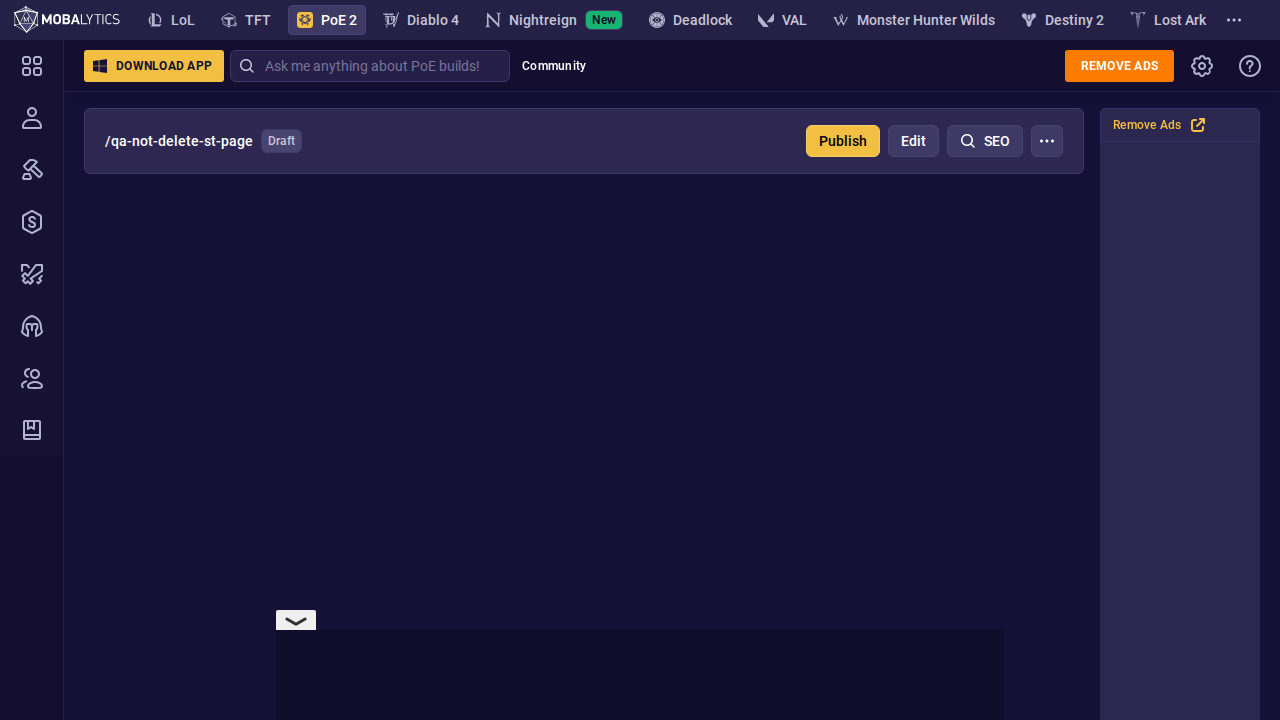 MOBALYTICS LoL TFT PoE 2 Diablo 4 Nightreign New Deadlock VAL Monster Hunter Wilds Destiny 2 Lost Ark
DOWNLOAD APP Ask me anything about PoE builds! Community REMOVE ADS
/qa-not-delete-st-page Draft Publish Edit SEO
Remove Ads